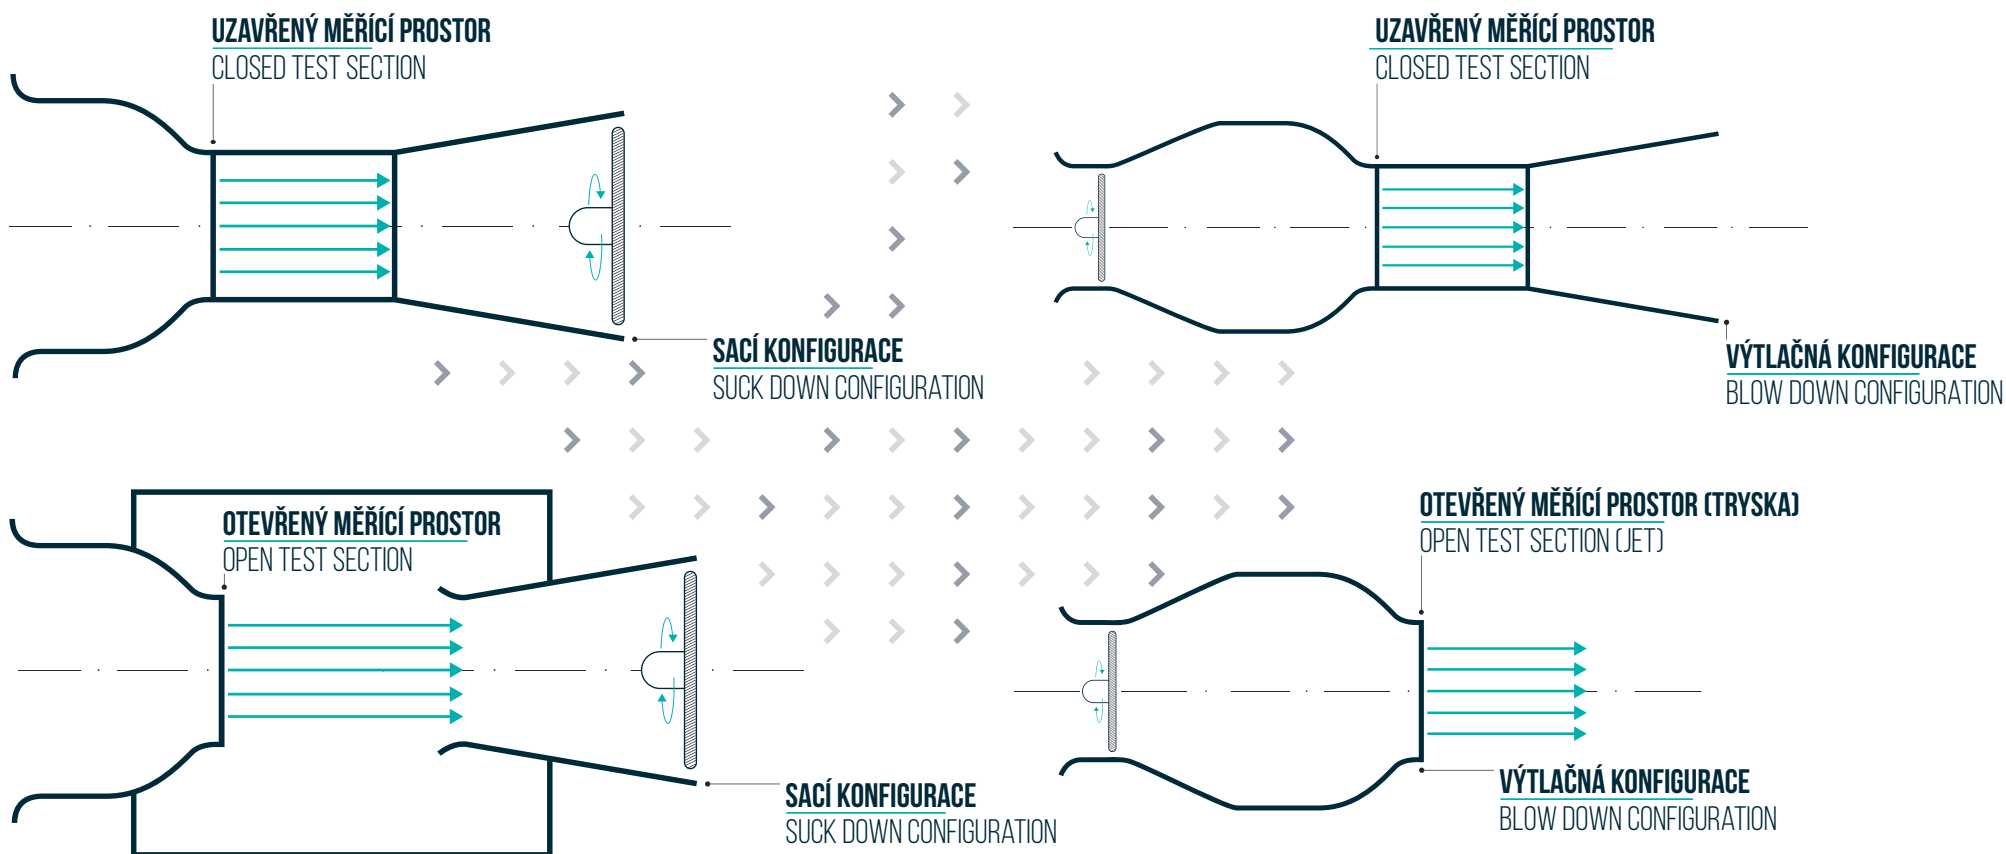 UZAVŘENÝ MĚŘÍCÍ PROSTOR
CLOSED TEST SECTION
SACÍ KONFIGURACE
SUCK DOWN CONFIGURATION
UZAVŘENÝ MĚŘÍCÍ PROSTOR
CLOSED TEST SECTION
VÝTLAČNÁ KONFIGURACE
BLOW DOWN CONFIGURATION
OTEVŘENÝ MĚŘÍCÍ PROSTOR
OPEN TEST SECTION
SACÍ KONFIGURACE
SUCK DOWN CONFIGURATION
OTEVŘENÝ MĚŘÍCÍ PROSTOR (TRYSKA)
OPEN TEST SECTION (JET)
VÝTLAČNÁ KONFIGURACE
BLOW DOWN CONFIGURATION